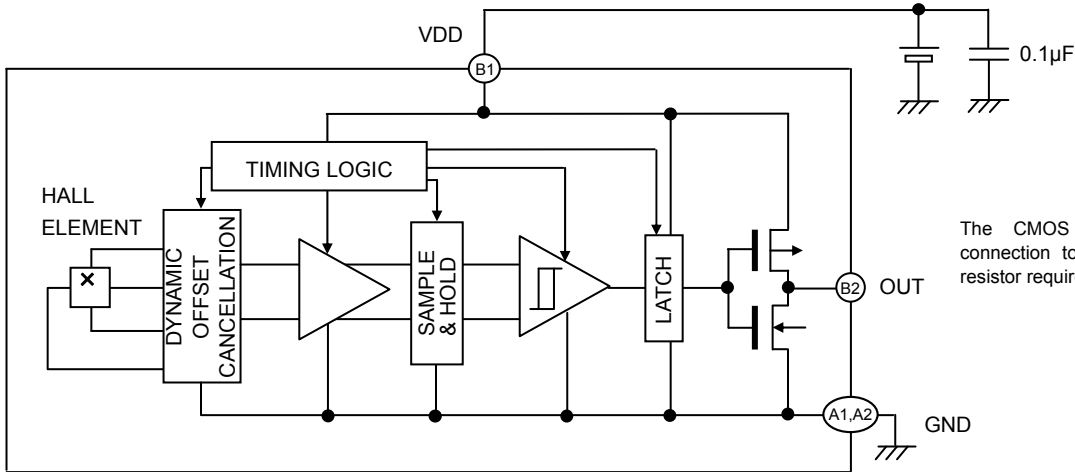 VDD
B1
0.1µF
TIMING LOGIC
HALL
ELEMENT
DYNAMIC
OFFSET
CANCELLATION
SAMPLE
& HOLD
LATCH
The CMOS
connection to
resistor requir
B2
OUT
A1,A2
GND